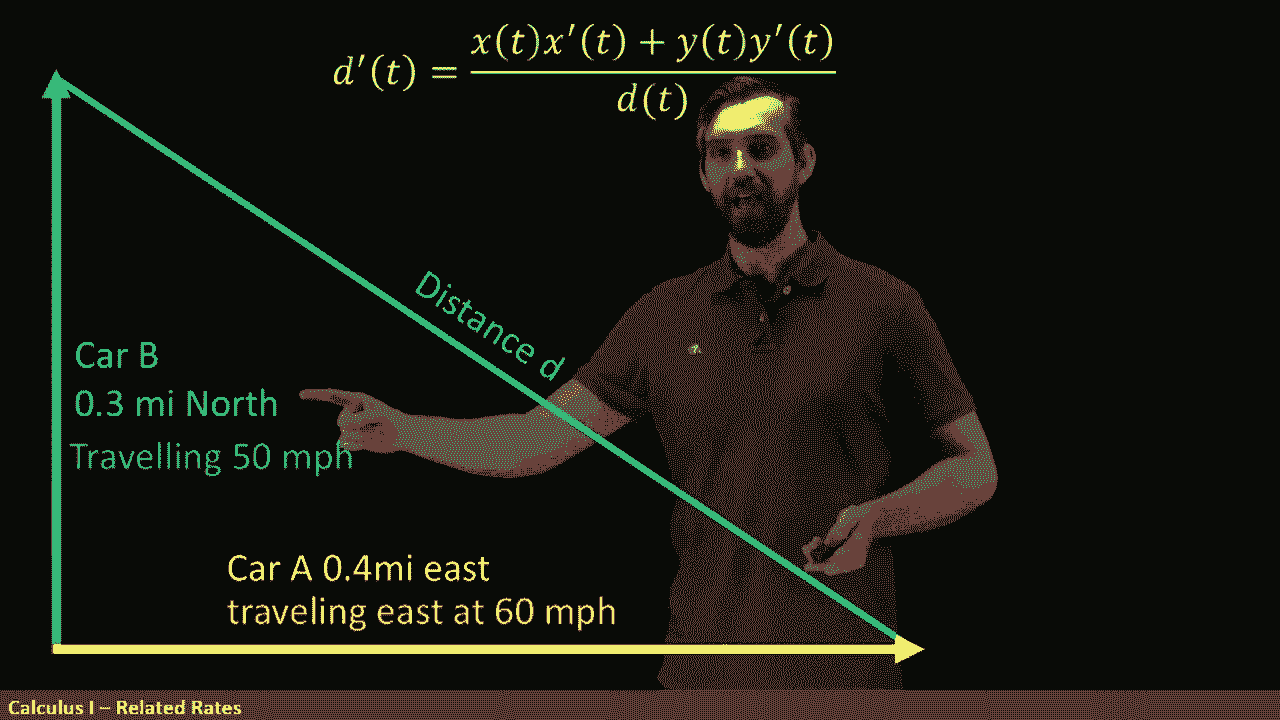 d′(t) = x(t)x′(t) + y(t)y′(t) / d(t)
Distance d
Car B
0.3 mi North
Travelling 50 mph
Car A 0.4mi east
traveling east at 60 mph
Calculus I – Related Rates